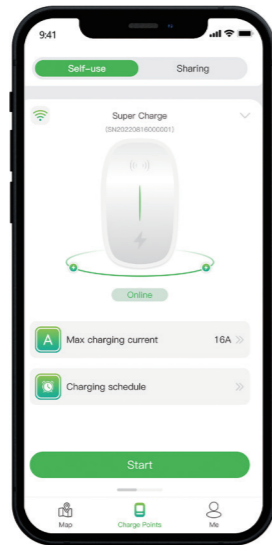 9:41
Self-use Sharing
Super Charge
[SN20220816000001]
Online
A Max charging current 16A
Charging schedule
Start
Map Charge Points Me